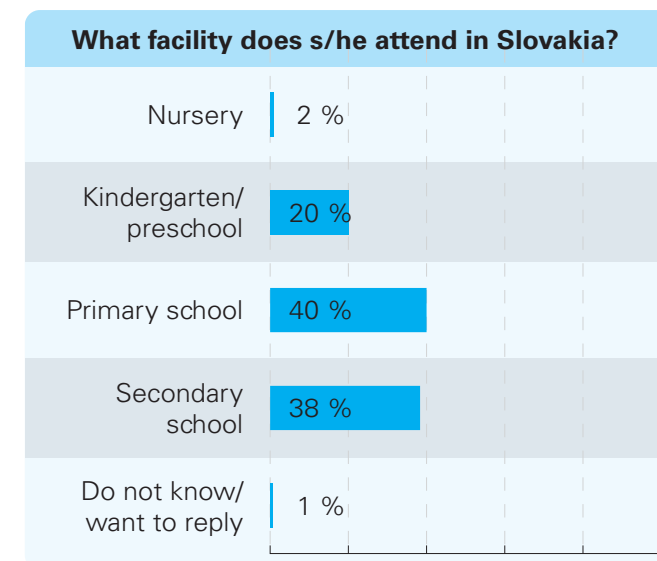 What facility does s/he attend in Slovakia?
Nursery 2 %
Kindergarten/
preschool 20 %
Primary school 40 %
Secondary
school 38 %
Do not know/
want to reply 1 %